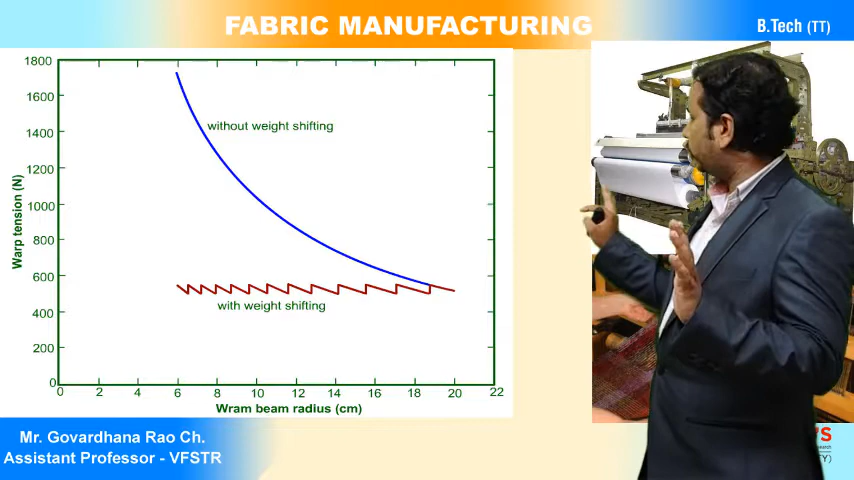 FABRIC MANUFACTURING
B.Tech (TT)
1800
1600
1400
1200
1000
800
600
400
200
0
without weight shifting
with weight shifting
Warp tension (N)
0 2 4 6 8 10 12 14 16 18 20 22
Wram beam radius (cm)
Mr. Govardhana Rao Ch.
Assistant Professor - VFSTR